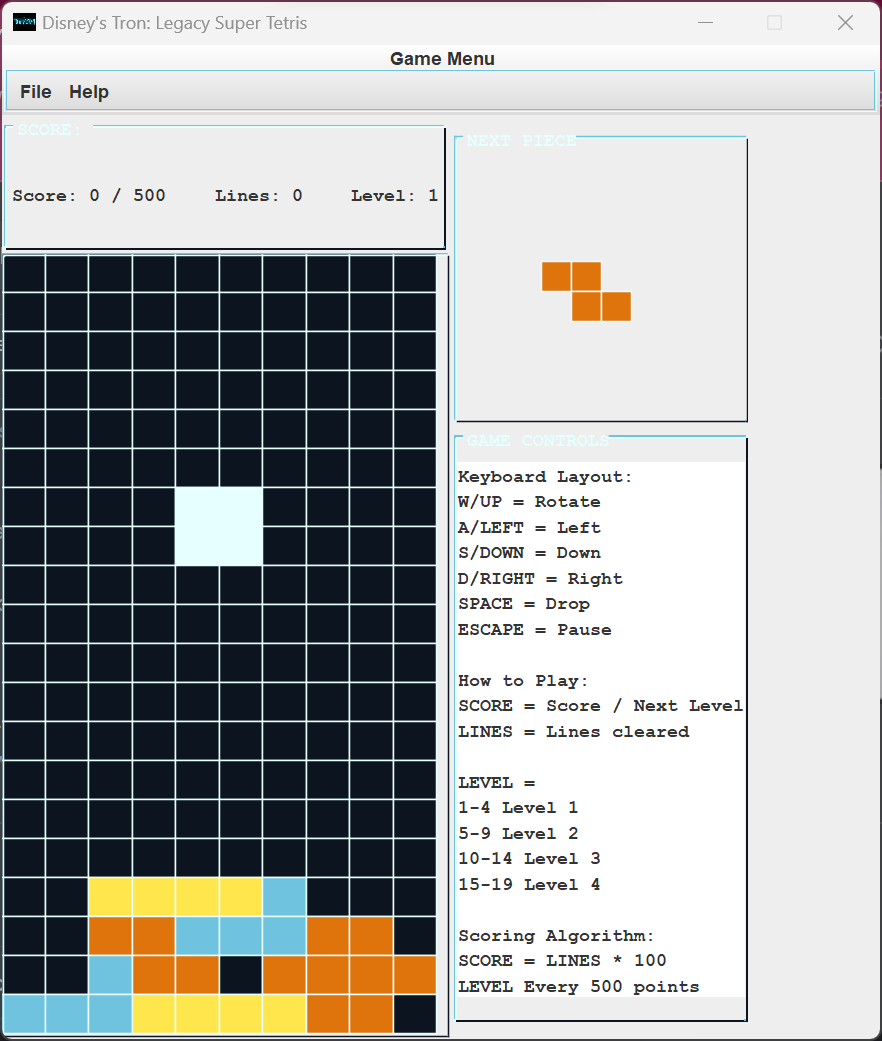 Disney's Tron: Legacy Super Tetris
Game Menu
File Help
SCORE:
Score: 0 / 500 Lines: 0 Level: 1
NEXT PIECE
GAME CONTROLS
Keyboard Layout:
W/UP = Rotate
A/LEFT = Left
S/DOWN = Down
D/RIGHT = Right
SPACE = Drop
ESCAPE = Pause
How to Play:
SCORE = Score / Next Level
LINES = Lines cleared
LEVEL =
1-4 Level 1
5-9 Level 2
10-14 Level 3
15-19 Level 4
Scoring Algorithm:
SCORE = LINES * 100
LEVEL Every 500 points